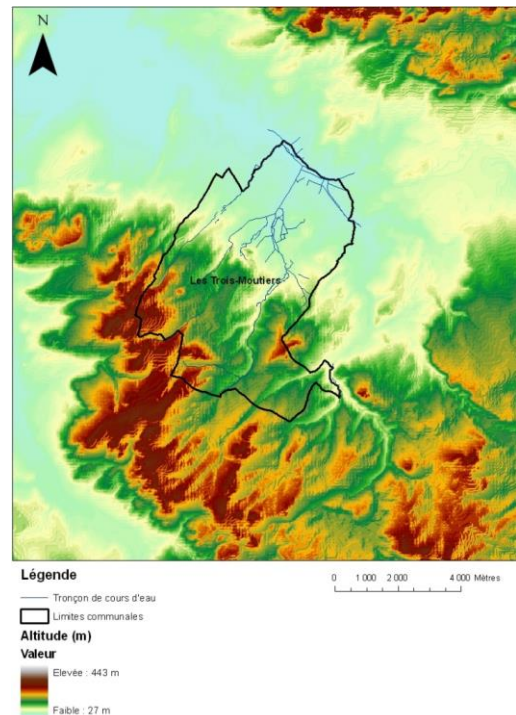 N
Les Trois-Moutiers
Légende
Tronçon de cours d'eau
Limites communales
Altitude (m)
Valeur
Elevée : 443 m
Faible : 27 m
0 1 000 2 000 4 000 Mètres